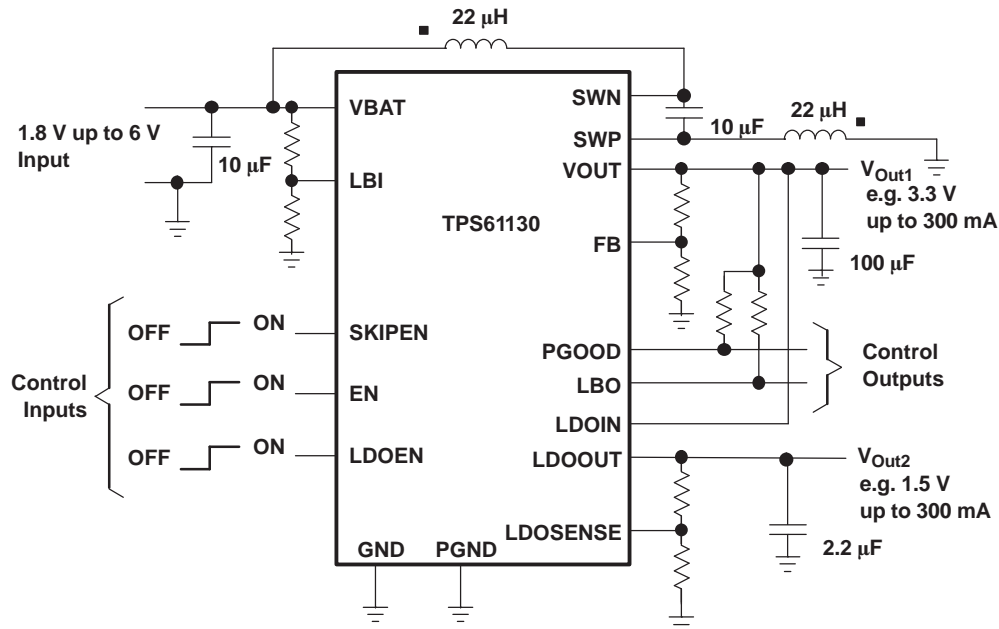 22 μH
VBAT
SWN
22 μH
10 μF
1.8 V up to 6 V
Input
10 μF
SWP
VOUT
V_Out1
e.g. 3.3 V
up to 300 mA
LBI
TPS61130
FB
100 μF
Control
Inputs
OFF ON SKIPEN
OFF ON EN
OFF ON LDOEN
PGOOD
LBO
Control
Outputs
LDOIN
LDOOUT
V_Out2
e.g. 1.5 V
up to 300 mA
LDOSENSE
2.2 μF
GND PGND